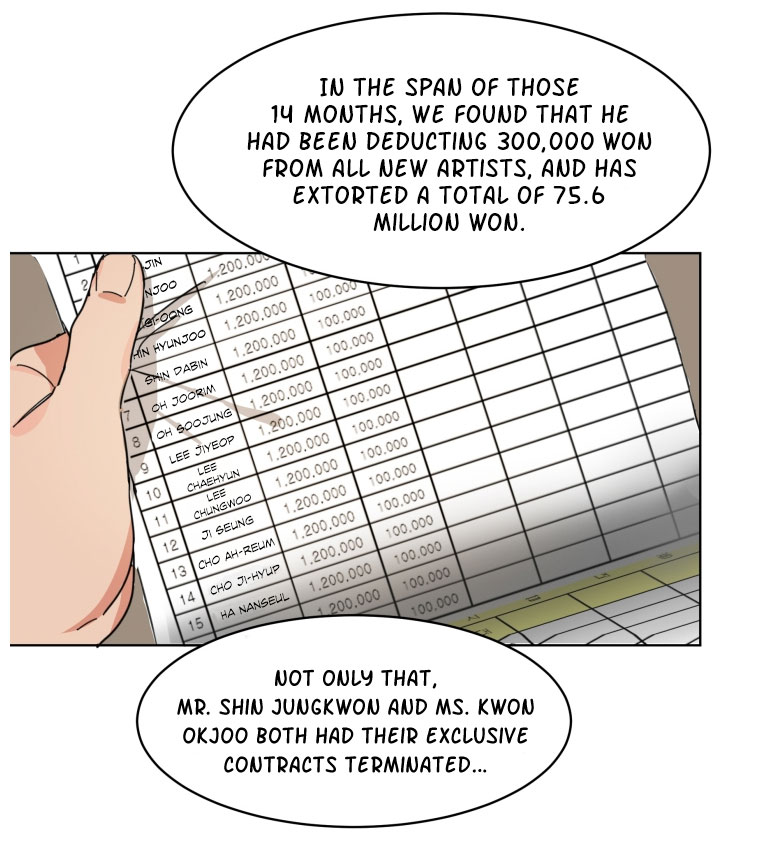 IN THE SPAN OF THOSE
14 MONTHS, WE FOUND THAT HE
HAD BEEN DEDUCTING 300,000 WON
FROM ALL NEW ARTISTS, AND HAS
EXTORTED A TOTAL OF 75.6
MILLION WON.
1 JIN 1.200.000
2 NJOO 1.200.000 100.000
GI-OONG 1.200.000 100.000
HIN HYUNJOO 1.200.000 100.000
SHIN DABIN 1.200.000 100.000
7 OH JOORIM 1.200.000 100.000
8 OH SOOJUNG 1.200.000 100.000
9 LEE JIYEOP 1.200.000 100.000
10 LEE CHAEHYUN 1.200.000 100.000
11 LEE CHUNGWOO 1.200.000 100.000
12 JI SEUNG 1.200.000 100.000
13 CHO AH-REUM 1.200.000 100.000
14 CHO JI-HYUP 1.200.000 100.000
15 HA NANSEUL 1.200.000 100.000
NOT ONLY THAT,
MR. SHIN JUNGKWON AND MS. KWON
OKJOO BOTH HAD THEIR EXCLUSIVE
CONTRACTS TERMINATED...